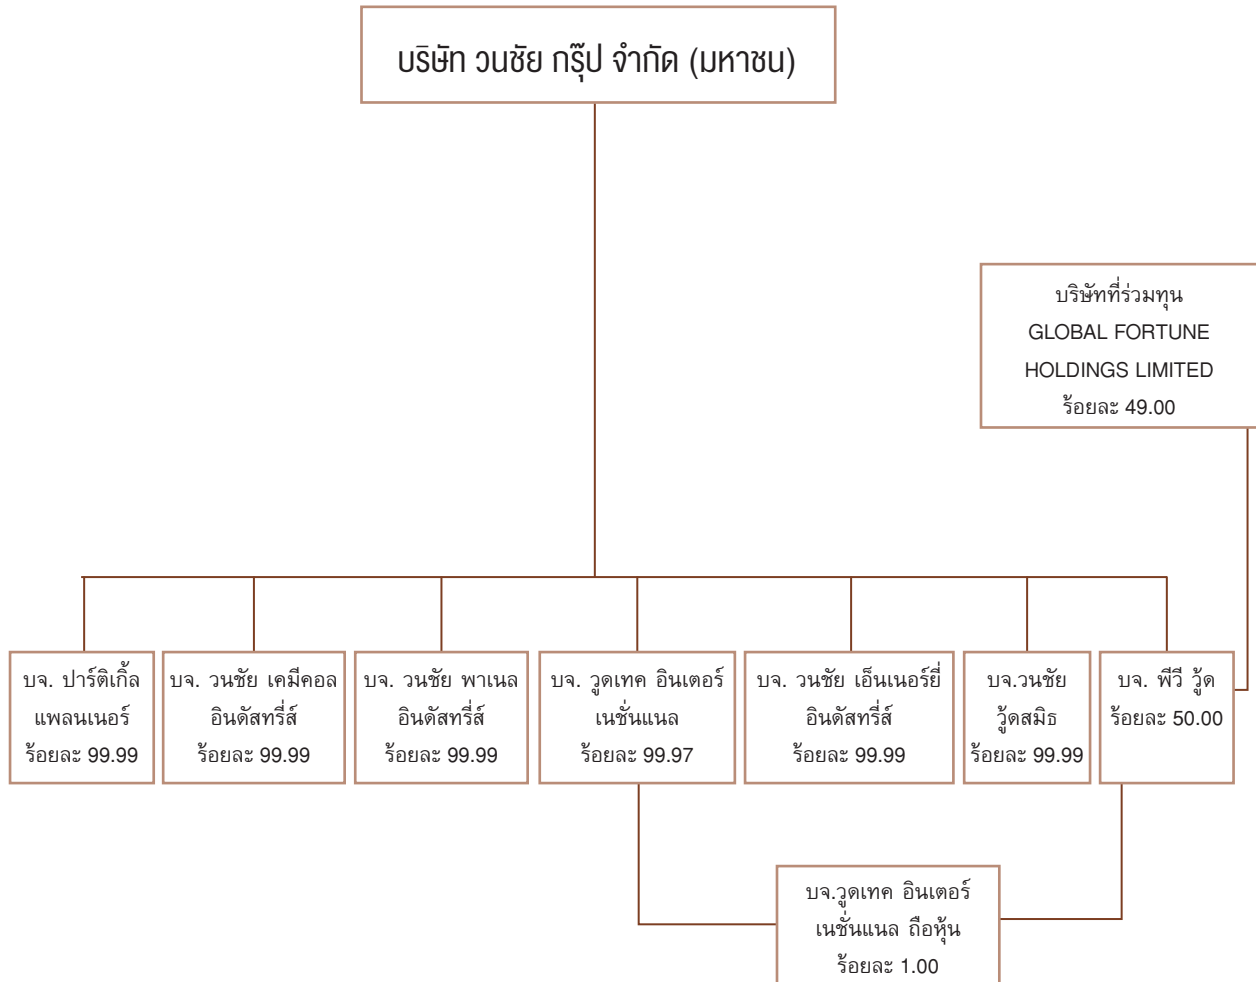 บริษัท วนชัย กรุ๊ป จำกัด (มหาชน)
บริษัทที่ร่วมทุน
GLOBAL FORTUNE
HOLDINGS LIMITED
ร้อยละ 49.00
บจ. ปาร์ติเกิ้ล
แพลนเนอร์
ร้อยละ 99.99
บจ. วนชัย เคมีคอล
อินดัสทรี่ส์
ร้อยละ 99.99
บจ. วนชัย พาเนล
อินดัสทรี่ส์
ร้อยละ 99.99
บจ. วูดเทค อินเตอร์
เนชั่นแนล
ร้อยละ 99.97
บจ. วนชัย เอ็นเนอร์ยี่
อินดัสทรี่ส์
ร้อยละ 99.99
บจ.วนชัย
วู้ดสมิธ
ร้อยละ 99.99
บจ. พีวี วู้ด
ร้อยละ 50.00
บจ.วูดเทค อินเตอร์
เนชั่นแนล ถือหุ้น
ร้อยละ 1.00